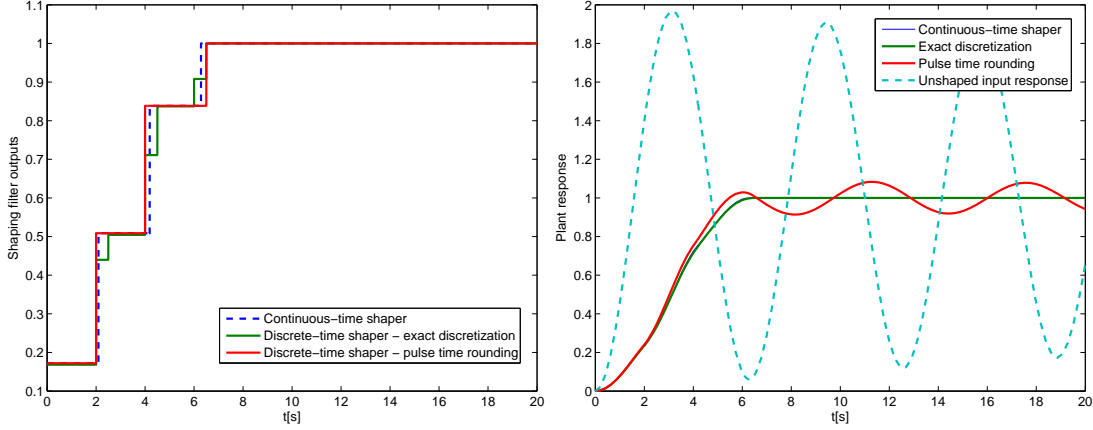 1.1
1
0.9
0.8
0.7
0.6
0.5
0.4
0.3
0.2
0.1
Shaping filter outputs
0 2 4 6 8 10 12 14 16 18 20
t[s]
Continuous−time shaper
Discrete−time shaper − exact discretization
Discrete−time shaper − pulse time rounding
2
1.8
1.6
1.4
1.2
1
0.8
0.6
0.4
0.2
0
Plant response
0 2 4 6 8 10 12 14 16 18 20
t[s]
Continuous−time shaper
Exact discretization
Pulse time rounding
Unshaped input response